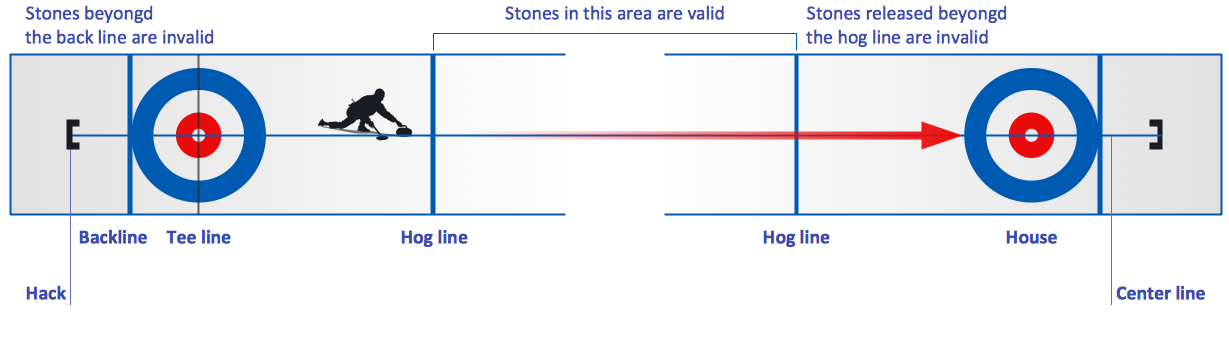 Stones beyongd
the back line are invalid
Stones in this area are valid
Stones released beyongd
the hog line are invalid
Backline
Tee line
Hog line
Hog line
House
Hack
Center line